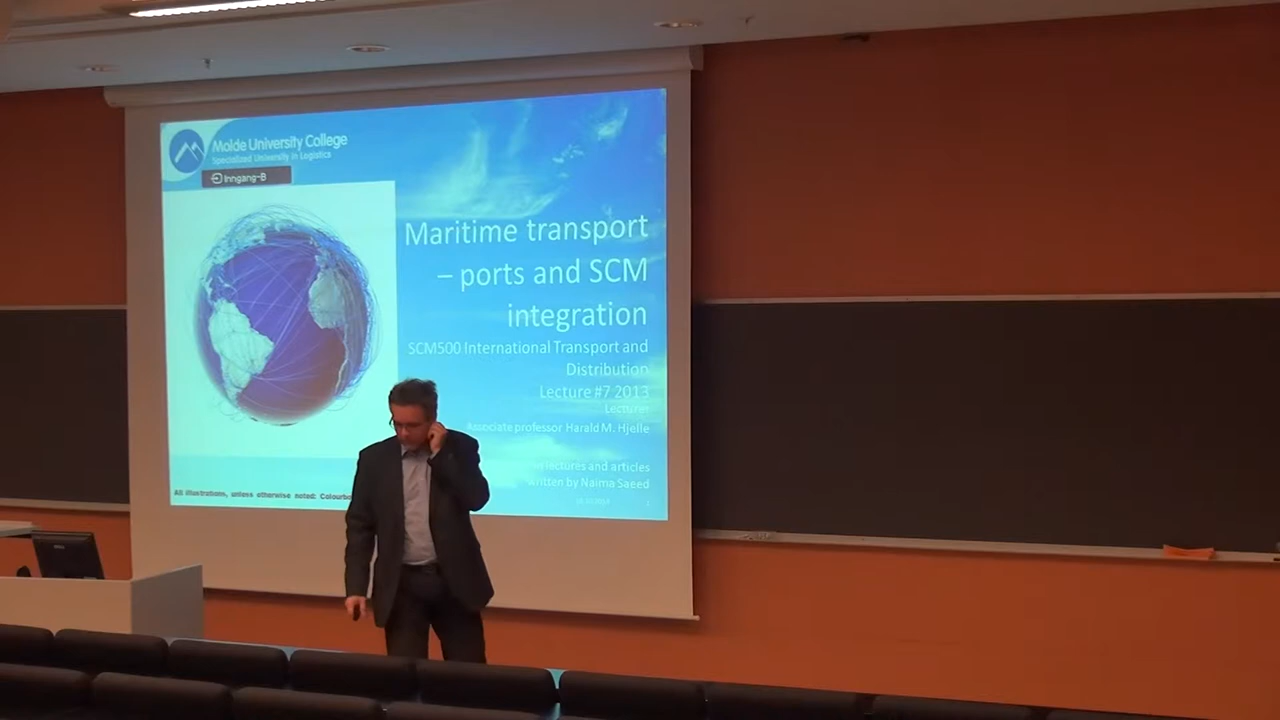 Molde University College
Specialized University in Logistics
Inngang-B
Maritime transport
– ports and SCM
integration
SCM500 International Transport and
Distribution
Lecture #7 2013
Lecturer
Associate professor Harald M. Hjelle
lectures and articles
written by Naima Saeed
All illustrations, unless otherwise noted: